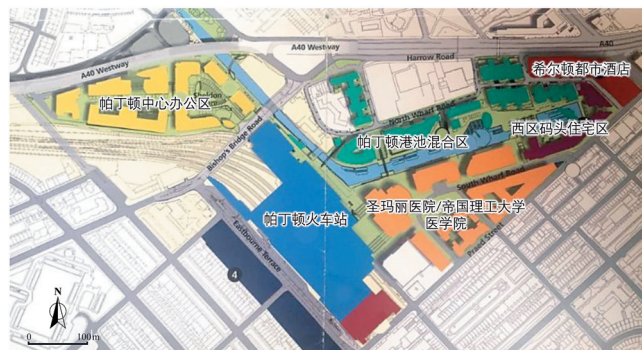 A40 Westway
A40 Westway
Harrow Road
A40
希尔顿都市酒店
Sheldon
帕丁顿中心办公区
North Wharf Road
西区码头住宅区
帕丁顿港池混合区
Bishop's Bridge Road
South Wharf Road
圣玛丽医院/帝国理工大学
医学院
帕丁顿火车站
Praed Street
Eastbourne Terrace
4
N
0 100m